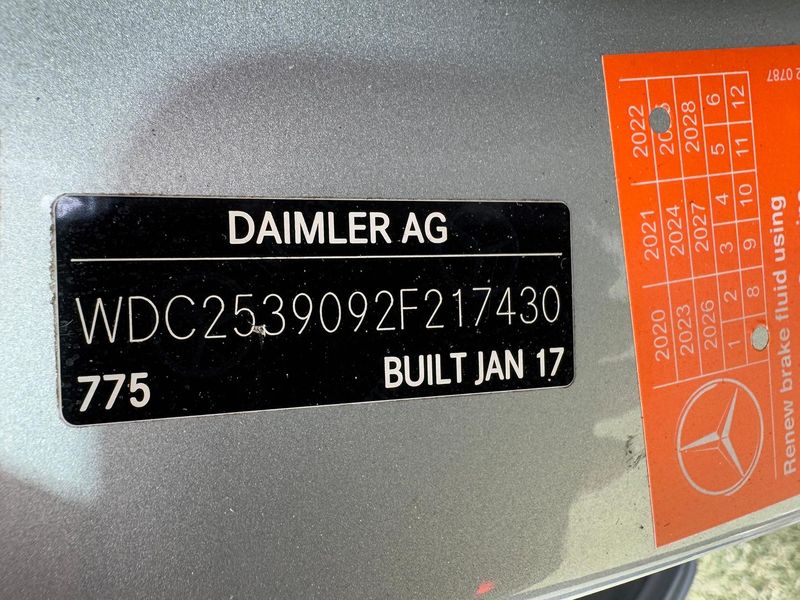 DAIMLER AG
WDC2539092F217430
775 BUILT JAN 17
2020 2021 2022
2023 2024
2026 2027 2028
1 2 3 4 5 6
8 9 10 11 12
Renew brake fluid using
0787